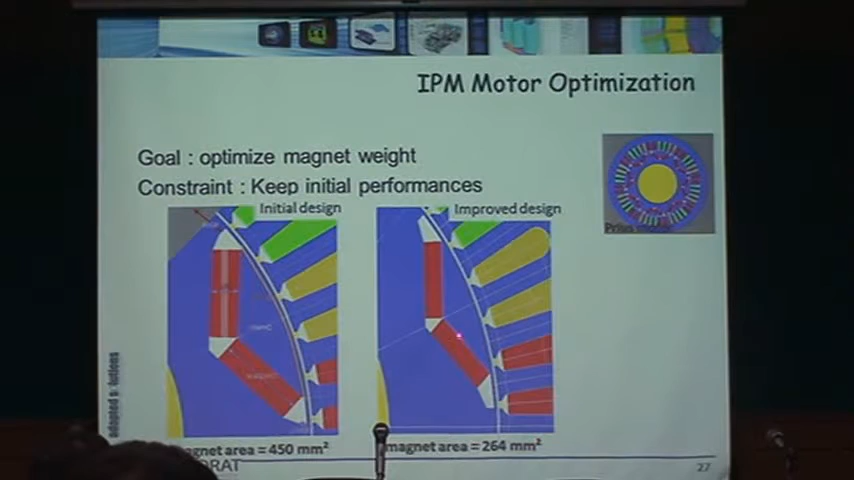 IPM Motor Optimization
Goal : optimize magnet weight
Constraint : Keep initial performances
Initial design
Improved design
magnet area = 264 mm²
area = 450 mm²
27